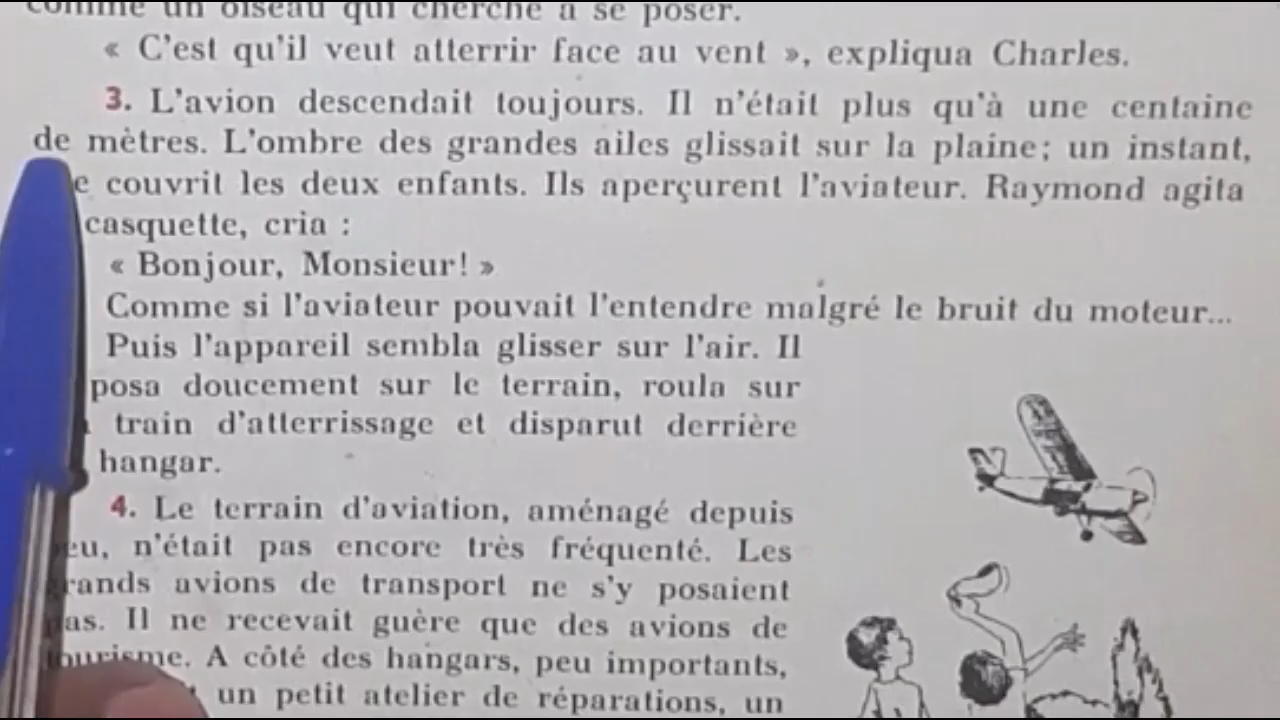 comme un oiseau qui cherche à se poser.
« C'est qu'il veut atterrir face au vent », expliqua Charles.
3. L'avion descendait toujours. Il n'était plus qu'à une centaine
de mètres. L'ombre des grandes ailes glissait sur la plaine; un instant,
couvrit les deux enfants. Ils aperçurent l'aviateur. Raymond agita
casquette, cria :
« Bonjour, Monsieur! »
Comme si l'aviateur pouvait l'entendre malgré le bruit du moteur...
Puis l'appareil sembla glisser sur l'air. Il
posa doucement sur le terrain, roula sur
train d'atterrissage et disparut derrière
hangar.
4. Le terrain d'aviation, aménagé depuis
peu, n'était pas encore très fréquenté. Les
grands avions de transport ne s'y posaient
pas. Il ne recevait guère que des avions de
tourisme. A côté des hangars, peu importants,
un petit atelier de réparations, un